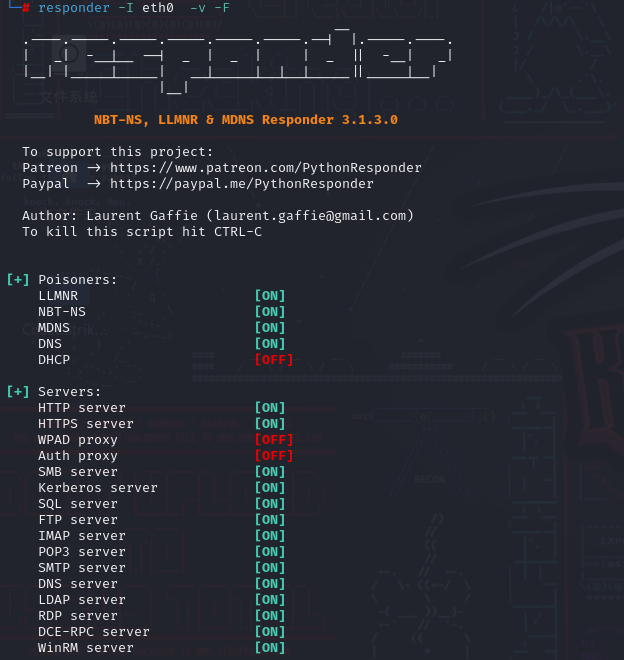 └─# responder -I eth0 -v -F
NBT-NS, LLMNR & MDNS Responder 3.1.3.0
To support this project:
Patreon -> https://www.patreon.com/PythonResponder
Paypal -> https://paypal.me/PythonResponder
Author: Laurent Gaffie (laurent.gaffie@gmail.com)
To kill this script hit CTRL-C
[+] Poisoners:
LLMNR [ON]
NBT-NS [ON]
MDNS [ON]
DNS [ON]
DHCP [OFF]
[+] Servers:
HTTP server [ON]
HTTPS server [ON]
WPAD proxy [OFF]
Auth proxy [OFF]
SMB server [ON]
Kerberos server [ON]
SQL server [ON]
FTP server [ON]
IMAP server [ON]
POP3 server [ON]
SMTP server [ON]
DNS server [ON]
LDAP server [ON]
RDP server [ON]
DCE-RPC server [ON]
WinRM server [ON]
文件系统
RECON